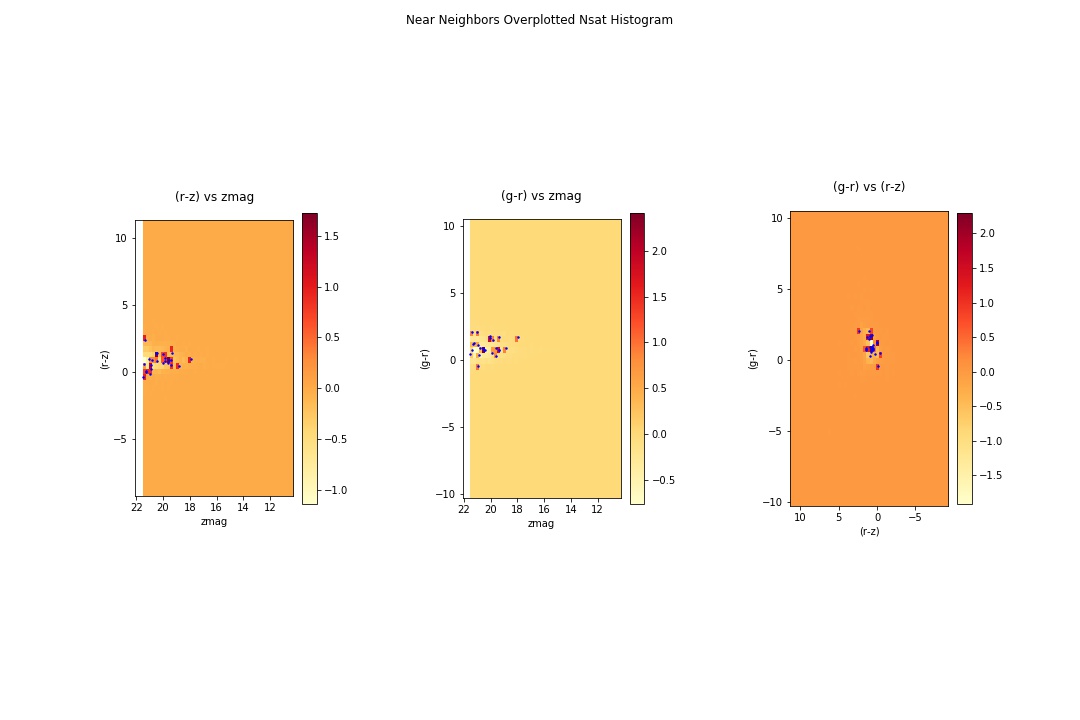 Near Neighbors Overplotted Nsat Histogram
(r-z) vs zmag
10
5
0
−5
(r-z)
22 20 18 16 14 12
zmag
1.5
1.0
0.5
0.0
−0.5
−1.0
(g-r) vs zmag
10
5
0
−5
−10
(g-r)
22 20 18 16 14 12
zmag
2.0
1.5
1.0
0.5
0.0
−0.5
(g-r) vs (r-z)
10
5
0
−5
−10
(g-r)
10 5 0 −5
(r-z)
2.0
1.5
1.0
0.5
0.0
−0.5
−1.0
−1.5